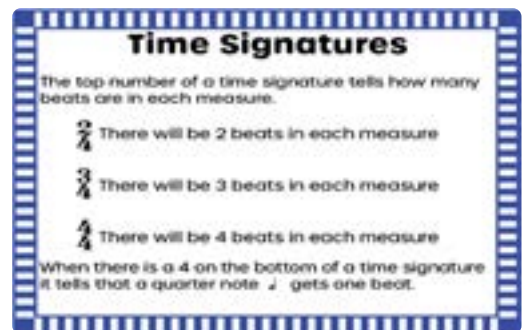 Time Signatures
The top number of a time signature tells how many
beats are in each measure.
2/4 There will be 2 beats in each measure
3/4 There will be 3 beats in each measure
4/4 There will be 4 beats in each measure
When there is a 4 on the bottom of a time signature
it tells that a quarter note ♩ gets one beat.